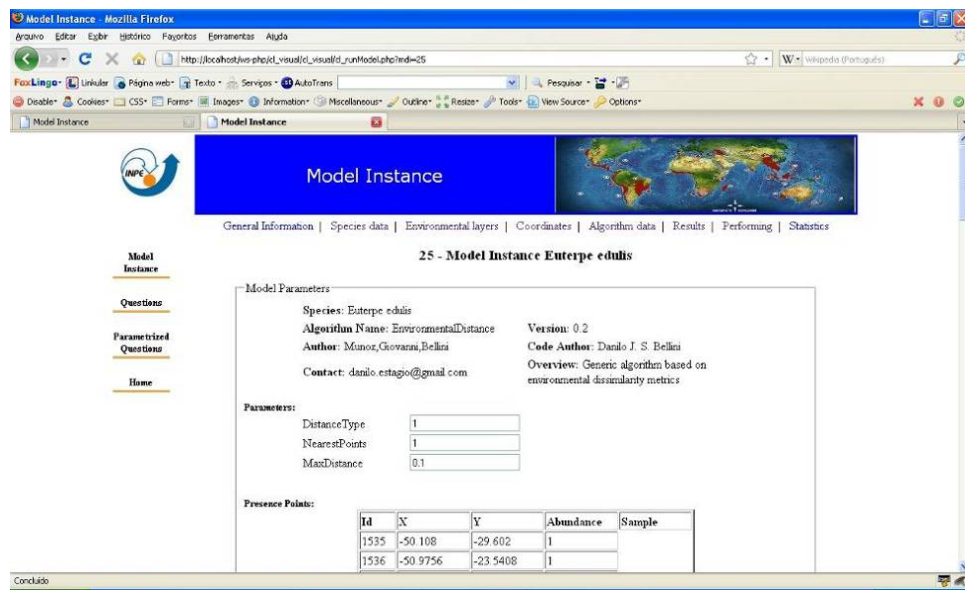 Model Instance - Mozilla Firefox
Arquivo Editar Exibir Histórico Favoritos Ferramentas Ajuda
http://localhost/ws-php/cl_visual/cl_visual/d_runModel.php?mdi=25
Wikipedia (Português)
FoxLingo Linkuler Página web Texto Serviços AutoTrans Pesquisar
Disable Cookies CSS Forms Images Information Miscellaneous Outline Resize Tools View Source Options
Model Instance Model Instance
INPE
Model Instance
General Information | Species data | Environmental layers | Coordinates | Algorithm data | Results | Performing | Statistics
Model Instance
Questions
Parametrized Questions
Home
25 - Model Instance Euterpe edulis
Model Parameters
Species: Euterpe edulis
Algorithm Name: EnvironmentalDistance Version: 0.2
Author: Munoz,Giovanni,Bellini Code Author: Danilo J. S. Bellini
Contact: danilo.estagio@gmail.com Overview: Generic algorithm based on environmental dissimilarity metrics
Parameters:
DistanceType 1
NearestPoints 1
MaxDistance 0.1
Presence Points:
Id X Y Abundance Sample
1535 -50.108 -29.602 1
1536 -50.9756 -23.5408 1
Concluído